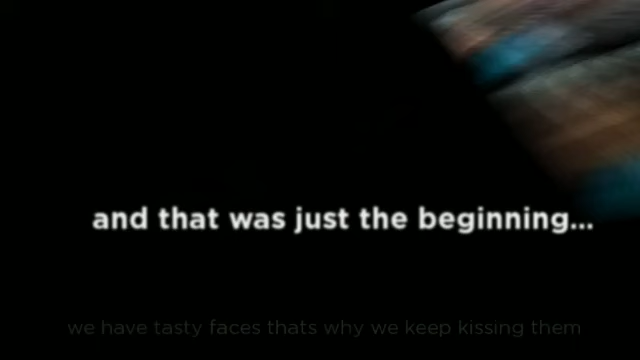 and that was just the beginning...
we have tasty faces thats why we keep kissing them